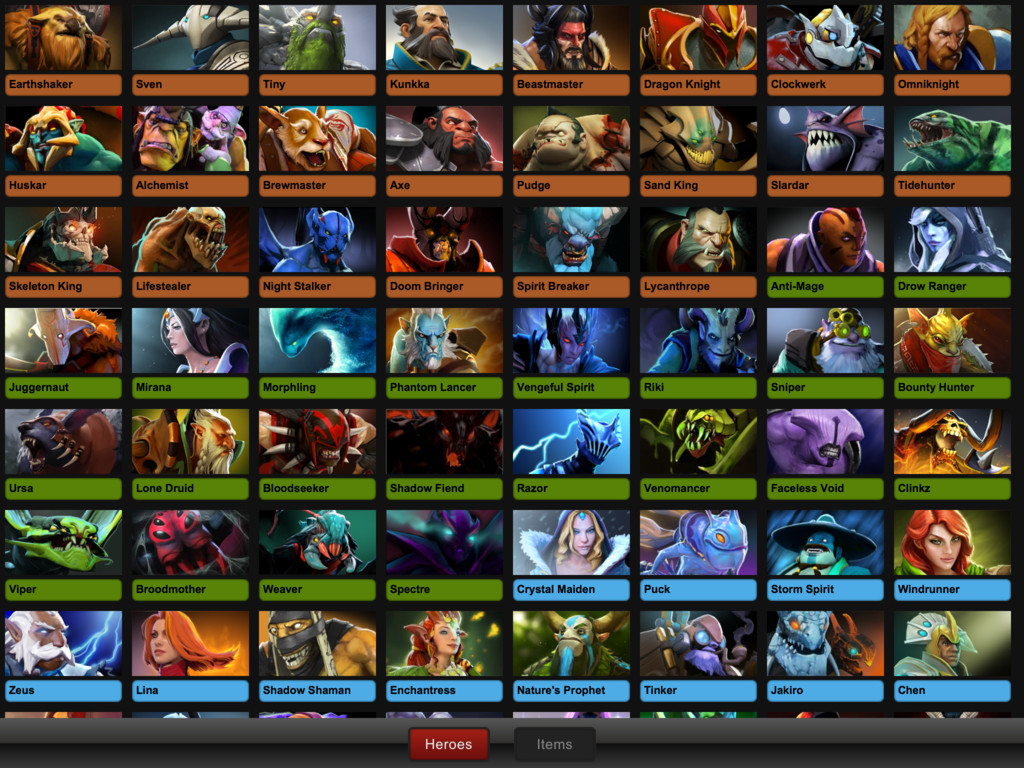 Earthshaker Sven Tiny Kunkka Beastmaster Dragon Knight Clockwerk Omniknight
Huskar Alchemist Brewmaster Axe Pudge Sand King Slardar Tidehunter
Skeleton King Lifestealer Night Stalker Doom Bringer Spirit Breaker Lycanthrope Anti-Mage Drow Ranger
Juggernaut Mirana Morphling Phantom Lancer Vengeful Spirit Riki Sniper Bounty Hunter
Ursa Lone Druid Bloodseeker Shadow Fiend Razor Venomancer Faceless Void Clinkz
Viper Broodmother Weaver Spectre Crystal Maiden Puck Storm Spirit Windrunner
Zeus Lina Shadow Shaman Enchantress Nature's Prophet Tinker Jakiro Chen
Heroes Items